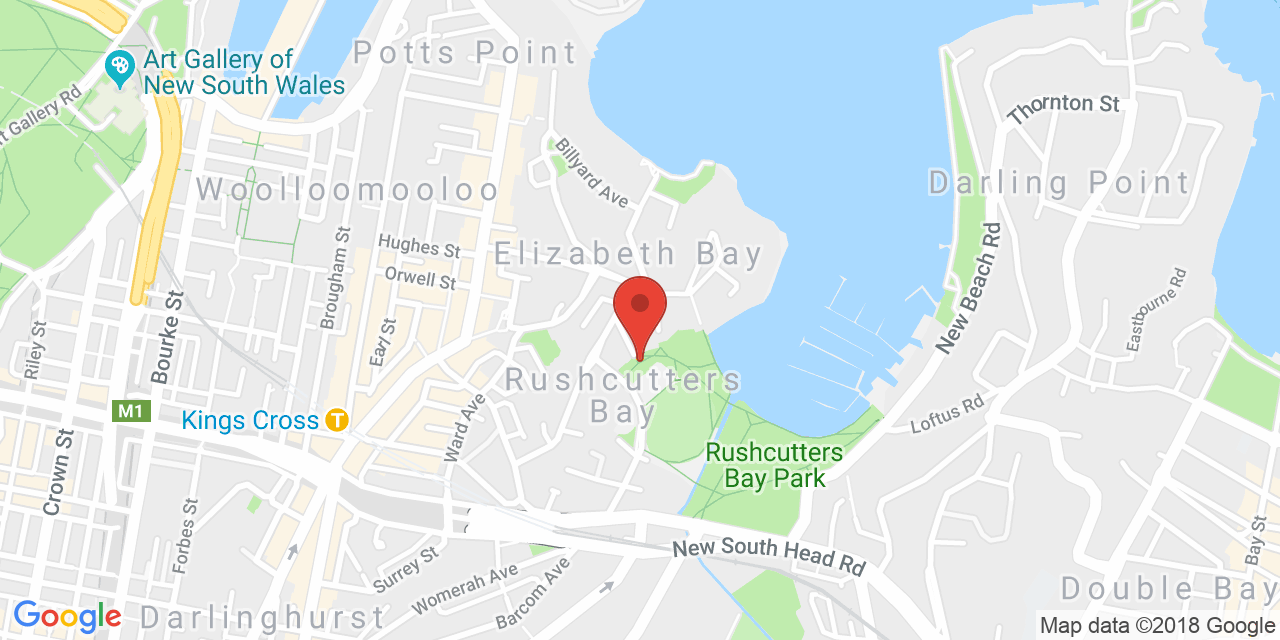 Potts Point
Art Gallery of
New South Wales
Art Gallery Rd
Thornton St
Billyard Ave
Woolloomooloo
Darling Point
Hughes St
Elizabeth Bay
Orwell St
Brougham St
New Beach Rd
Eastbourne Rd
Bourke St
Riley St
Earl St
Rushcutters
Bay
M1
Kings Cross
T
Ward Ave
Loftus Rd
Crown St
Rushcutters
Bay Park
Forbes St
Bay St
New South Head Rd
Surrey St
Womerah Ave
Barcom Ave
Double Bay
Google
Darlinghurst
Map data ©2018 Google